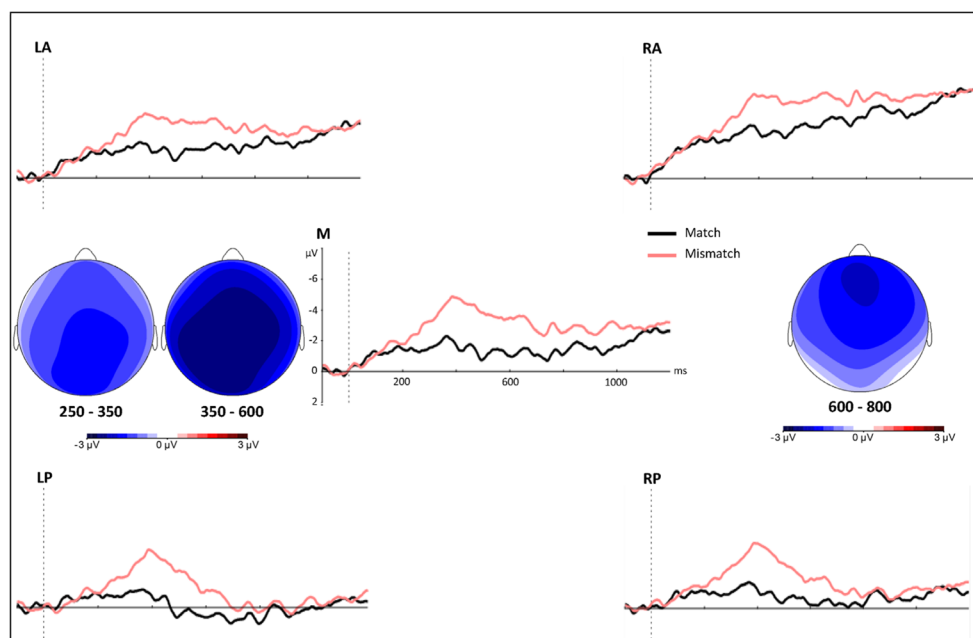 LA
RA
Match
Mismatch
M
µV
-6
-4
-2
0
2
200
600
1000
ms
250 - 350
350 - 600
600 - 800
-3 µV
0 µV
3 µV
-3 µV
0 µV
3 µV
LP
RP